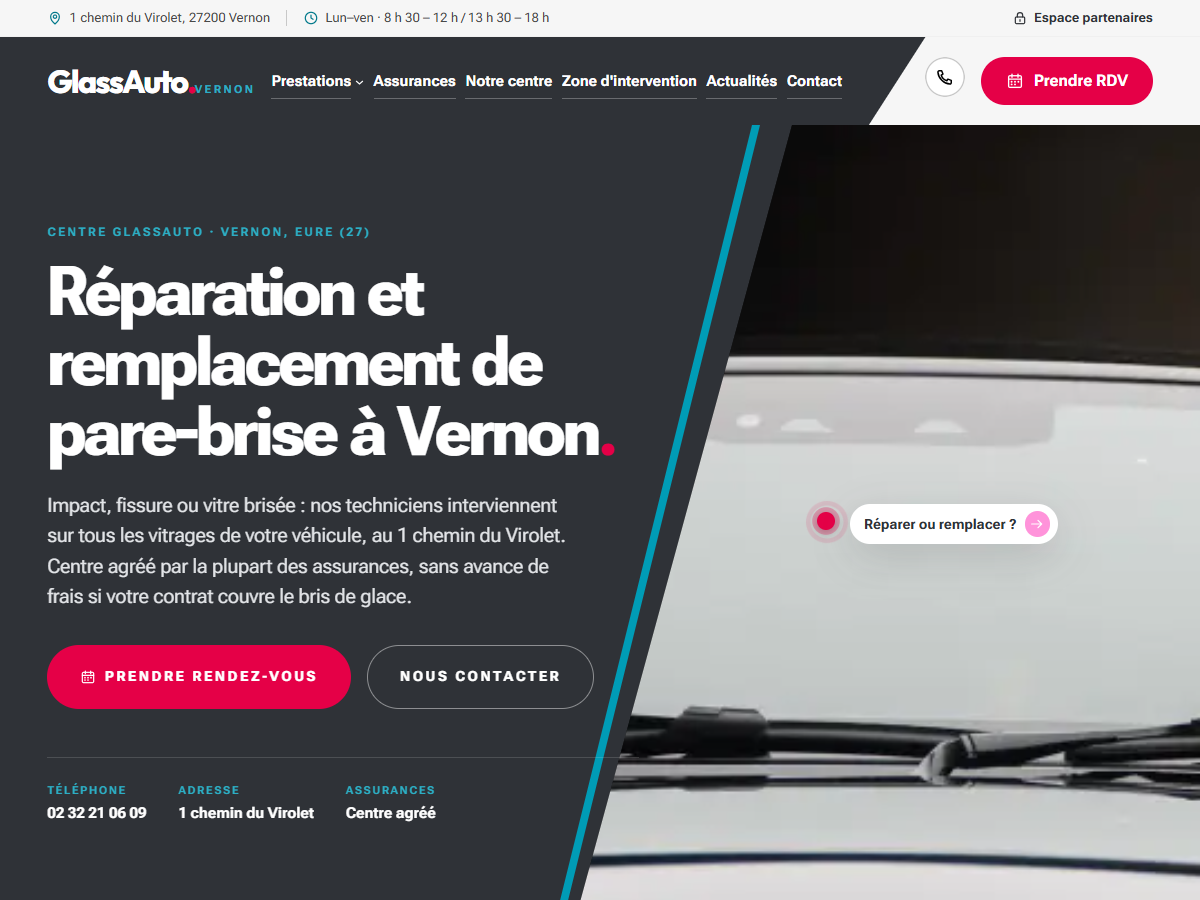 1 chemin du Virolet, 27200 Vernon
Lun–ven · 8 h 30 – 12 h / 13 h 30 – 18 h
Espace partenaires
GlassAuto.
VERNON
Prestations
Assurances
Notre centre
Zone d'intervention
Actualités
Contact
Prendre RDV
CENTRE GLASSAUTO · VERNON, EURE (27)
Réparation et
remplacement de
pare-brise à Vernon.
Impact, fissure ou vitre brisée : nos techniciens interviennent
sur tous les vitrages de votre véhicule, au 1 chemin du Virolet.
Centre agréé par la plupart des assurances, sans avance de
frais si votre contrat couvre le bris de glace.
Réparer ou remplacer ?
PRENDRE RENDEZ-VOUS
NOUS CONTACTER
TÉLÉPHONE
02 32 21 06 09
ADRESSE
1 chemin du Virolet
ASSURANCES
Centre agréé